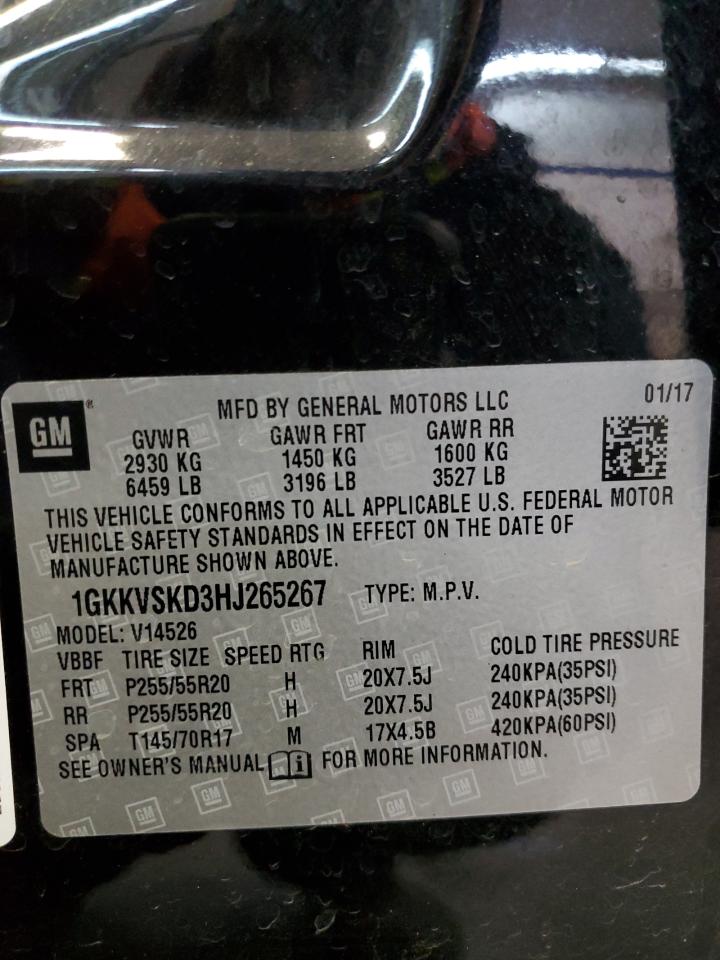 GM ® MFD BY GENERAL MOTORS LLC 01/17
GVWR GAWR FRT GAWR RR
2930 KG 1450 KG 1600 KG
6459 LB 3196 LB 3527 LB
THIS VEHICLE CONFORMS TO ALL APPLICABLE U.S. FEDERAL MOTOR
VEHICLE SAFETY STANDARDS IN EFFECT ON THE DATE OF
MANUFACTURE SHOWN ABOVE.
1GKKVSKD3HJ265267 TYPE: M.P.V.
MODEL: V14526
VBBF TIRE SIZE SPEED RTG RIM COLD TIRE PRESSURE
FRT P255/55R20 H 20X7.5J 240KPA(35PSI)
RR P255/55R20 H 20X7.5J 240KPA(35PSI)
SPA T145/70R17 M 17X4.5B 420KPA(60PSI)
SEE OWNER'S MANUAL i FOR MORE INFORMATION.